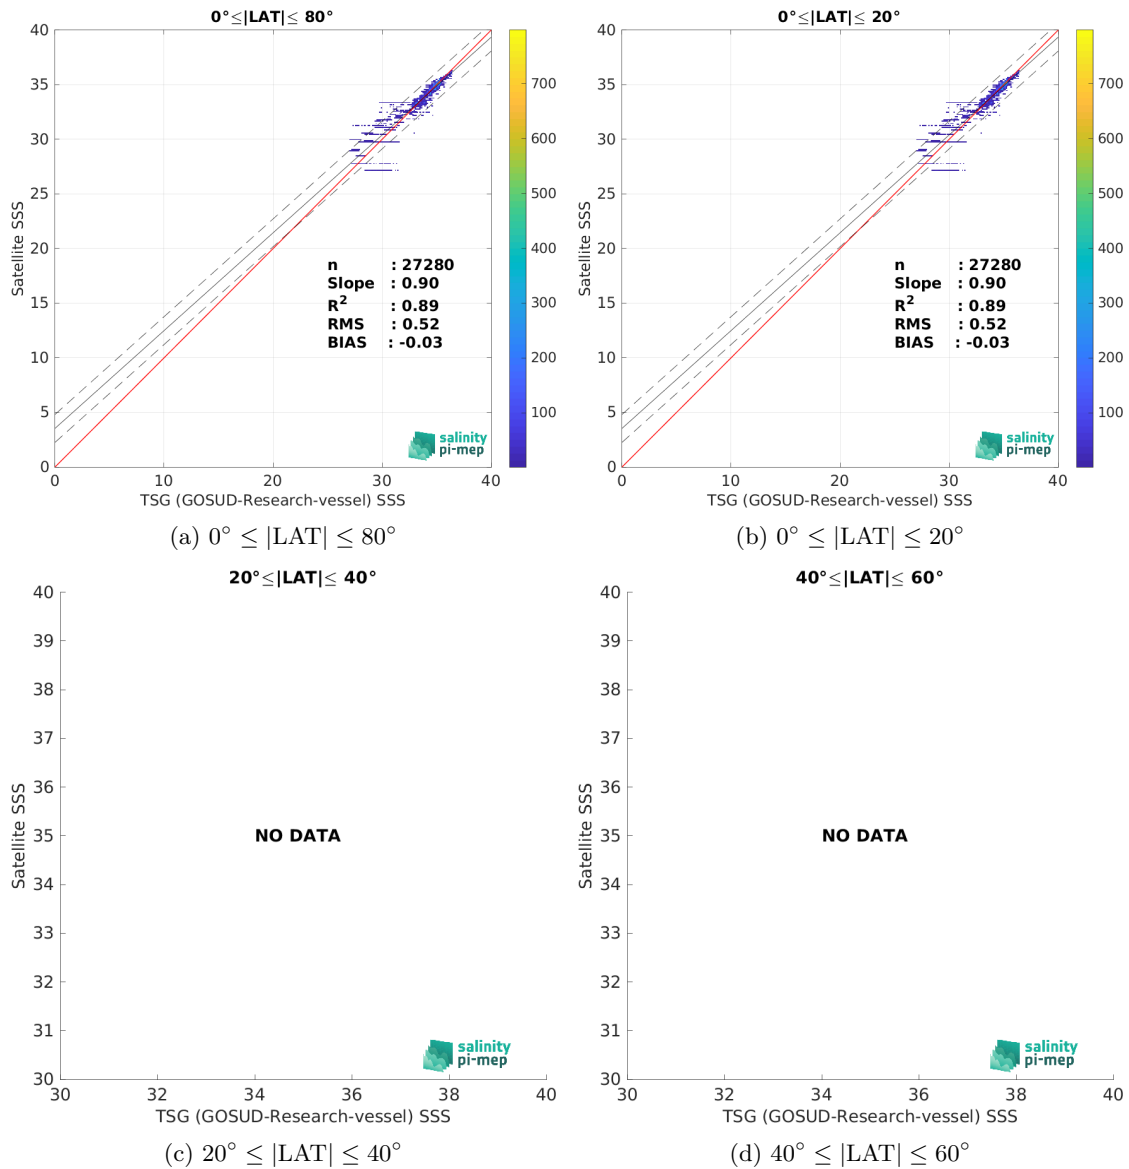 0°≤|LAT|≤ 80°
40
35
30
25
20
15
10
5
0
Satellite SSS
n : 27280
Slope : 0.90
R² : 0.89
RMS : 0.52
BIAS : -0.03
salinity
pi-mep
0 10 20 30 40
TSG (GOSUD-Research-vessel) SSS
700
600
500
400
300
200
100
(a) 0° ≤ |LAT| ≤ 80°
0°≤|LAT|≤ 20°
40
35
30
25
20
15
10
5
0
Satellite SSS
n : 27280
Slope : 0.90
R² : 0.89
RMS : 0.52
BIAS : -0.03
salinity
pi-mep
0 10 20 30 40
TSG (GOSUD-Research-vessel) SSS
700
600
500
400
300
200
100
(b) 0° ≤ |LAT| ≤ 20°
20°≤|LAT|≤ 40°
40
39
38
37
36
35
34
33
32
31
30
Satellite SSS
NO DATA
salinity
pi-mep
30 32 34 36 38 40
TSG (GOSUD-Research-vessel) SSS
(c) 20° ≤ |LAT| ≤ 40°
40°≤|LAT|≤ 60°
40
39
38
37
36
35
34
33
32
31
30
Satellite SSS
NO DATA
salinity
pi-mep
30 32 34 36 38 40
TSG (GOSUD-Research-vessel) SSS
(d) 40° ≤ |LAT| ≤ 60°